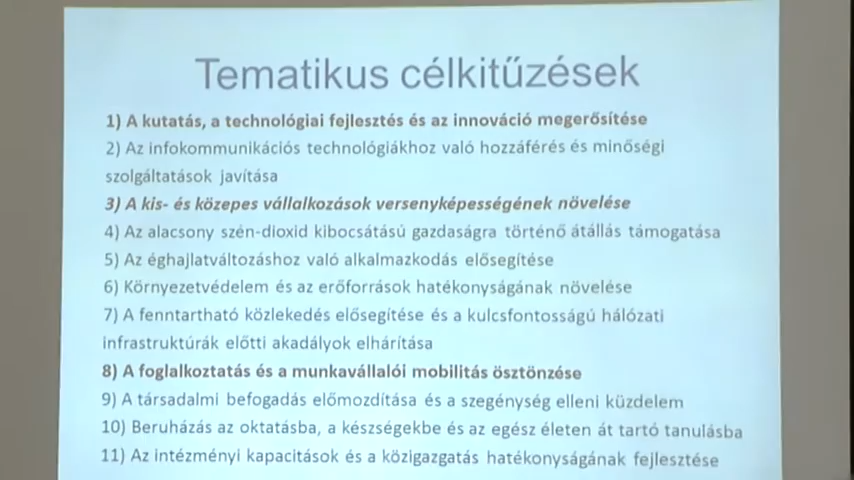 Tematikus célkitűzések
1) A kutatás, a technológiai fejlesztés és az innováció megerősítése
2) Az infokommunikációs technológiákhoz való hozzáférés és minőségi
szolgáltatások javítása
3) A kis- és közepes vállalkozások versenyképességének növelése
4) Az alacsony szén-dioxid kibocsátású gazdaságra történő átállás támogatása
5) Az éghajlatváltozáshoz való alkalmazkodás elősegítése
6) Környezetvédelem és az erőforrások hatékonyságának növelése
7) A fenntartható közlekedés elősegítése és a kulcsfontosságú hálózati
infrastruktúrák előtti akadályok elhárítása
8) A foglalkoztatás és a munkavállalói mobilitás ösztönzése
9) A társadalmi befogadás előmozdítása és a szegénység elleni küzdelem
10) Beruházás az oktatásba, a készségekbe és az egész életen át tartó tanulásba
11) Az intézményi kapacitások és a közigazgatás hatékonyságának fejlesztése